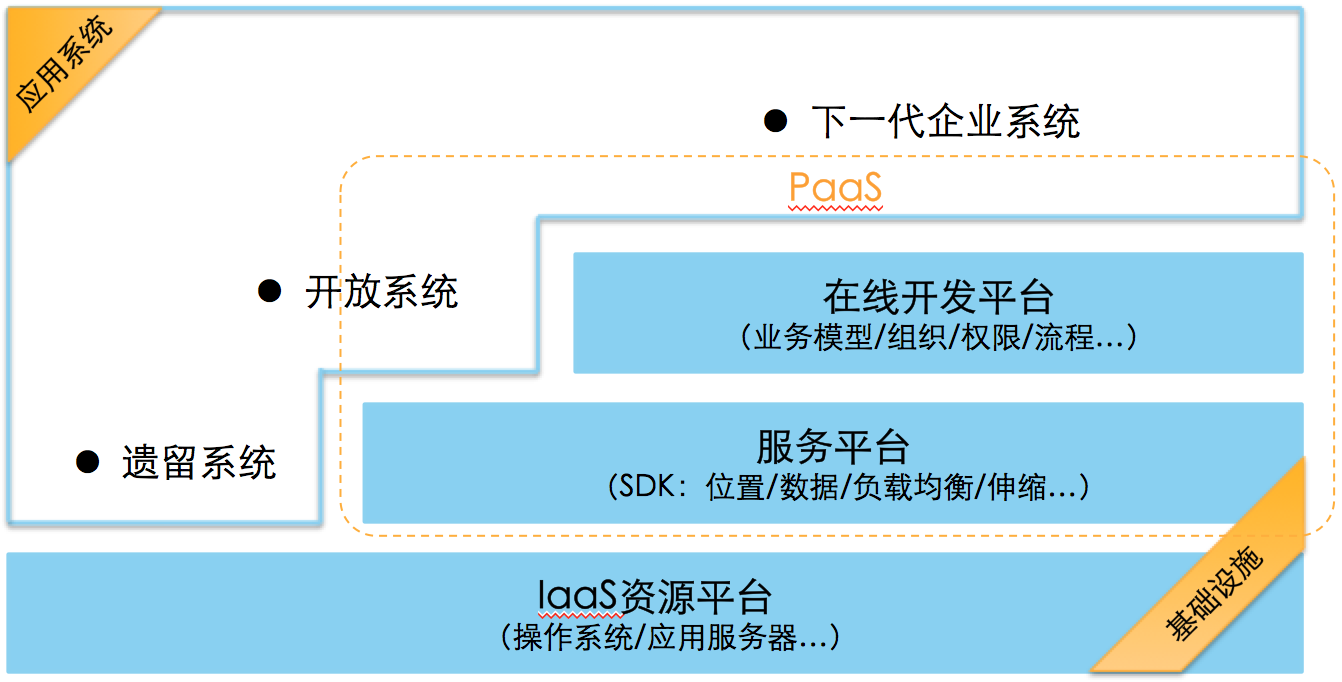 应用系统
● 下一代企业系统
PaaS
● 开放系统
在线开发平台
（业务模型/组织/权限/流程…）
服务平台
（SDK：位置/数据/负载均衡/伸缩…）
● 遗留系统
IaaS资源平台
（操作系统/应用服务器…）
基础设施